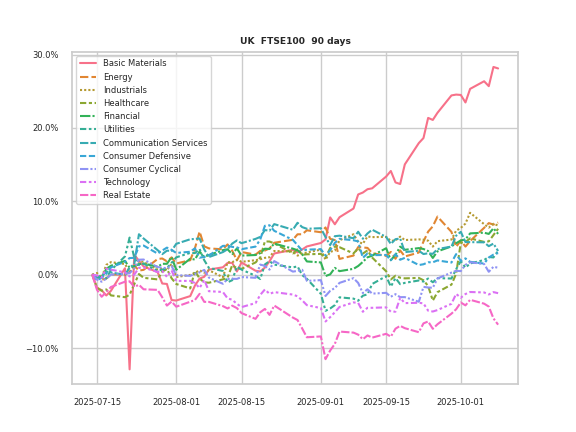 UK  FTSE100  90 days
30.0%
20.0%
10.0%
0.0%
−10.0%
Basic Materials
Energy
Industrials
Healthcare
Financial
Utilities
Communication Services
Consumer Defensive
Consumer Cyclical
Technology
Real Estate
2025-07-15
2025-08-01
2025-08-15
2025-09-01
2025-09-15
2025-10-01